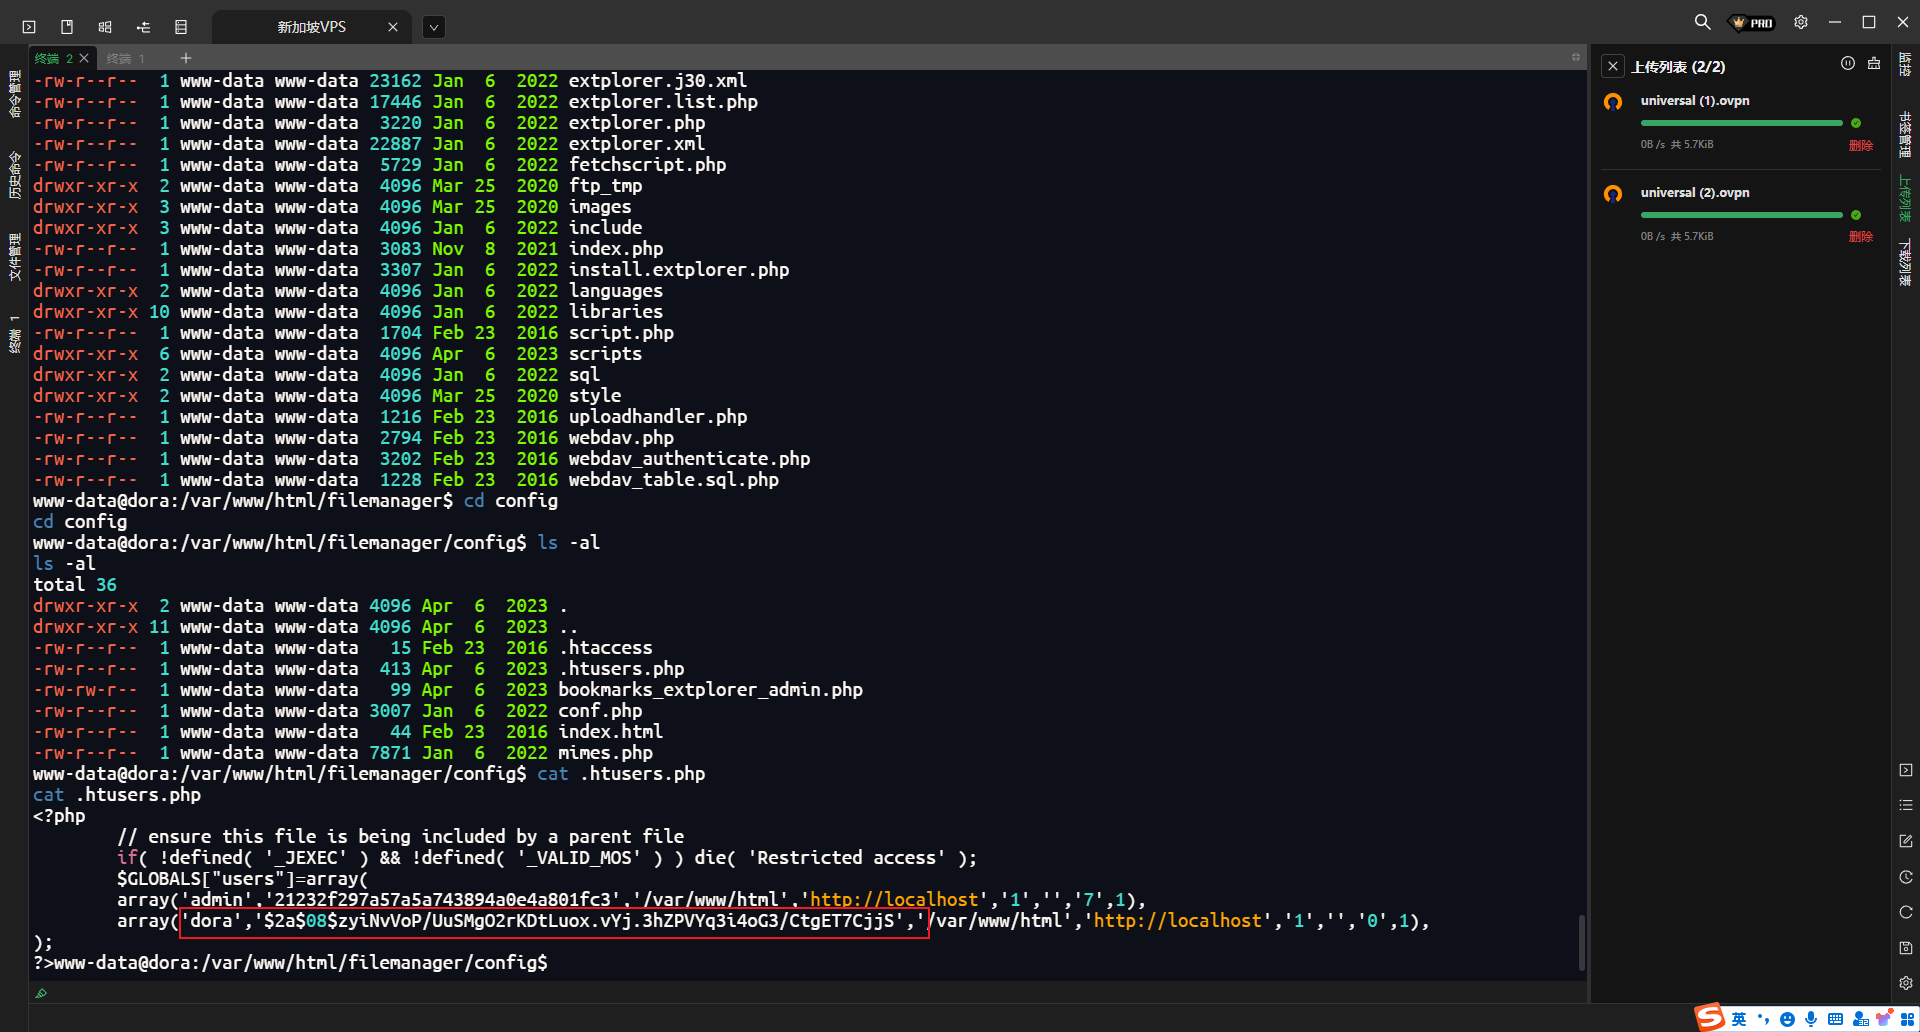 新加坡VPS
PRO
终端 2
终端 1
命令管理
历史命令
文件管理
终端 1
-rw-r--r--  1 www-data www-data 23162 Jan  6  2022 extplorer.j30.xml
-rw-r--r--  1 www-data www-data 17446 Jan  6  2022 extplorer.list.php
-rw-r--r--  1 www-data www-data  3220 Jan  6  2022 extplorer.php
-rw-r--r--  1 www-data www-data 22887 Jan  6  2022 extplorer.xml
-rw-r--r--  1 www-data www-data  5729 Jan  6  2022 fetchscript.php
drwxr-xr-x  2 www-data www-data  4096 Mar 25  2020 ftp_tmp
drwxr-xr-x  3 www-data www-data  4096 Mar 25  2020 images
drwxr-xr-x  3 www-data www-data  4096 Jan  6  2022 include
-rw-r--r--  1 www-data www-data  3083 Nov  8  2021 index.php
-rw-r--r--  1 www-data www-data  3307 Jan  6  2022 install.extplorer.php
drwxr-xr-x  2 www-data www-data  4096 Jan  6  2022 languages
drwxr-xr-x 10 www-data www-data  4096 Jan  6  2022 libraries
-rw-r--r--  1 www-data www-data  1704 Feb 23  2016 script.php
drwxr-xr-x  6 www-data www-data  4096 Apr  6  2023 scripts
drwxr-xr-x  2 www-data www-data  4096 Jan  6  2022 sql
drwxr-xr-x  2 www-data www-data  4096 Mar 25  2020 style
-rw-r--r--  1 www-data www-data  1216 Feb 23  2016 uploadhandler.php
-rw-r--r--  1 www-data www-data  2794 Feb 23  2016 webdav.php
-rw-r--r--  1 www-data www-data  3202 Feb 23  2016 webdav_authenticate.php
-rw-r--r--  1 www-data www-data  1228 Feb 23  2016 webdav_table.sql.php
www-data@dora:/var/www/html/filemanager$ cd config
cd config
www-data@dora:/var/www/html/filemanager/config$ ls -al
ls -al
total 36
drwxr-xr-x  2 www-data www-data 4096 Apr  6  2023 .
drwxr-xr-x 11 www-data www-data 4096 Apr  6  2023 ..
-rw-r--r--  1 www-data www-data   15 Feb 23  2016 .htaccess
-rw-r--r--  1 www-data www-data  413 Apr  6  2023 .htusers.php
-rw-rw-r--  1 www-data www-data   99 Apr  6  2023 bookmarks_extplorer_admin.php
-rw-r--r--  1 www-data www-data 3007 Jan  6  2022 conf.php
-rw-r--r--  1 www-data www-data   44 Feb 23  2016 index.html
-rw-r--r--  1 www-data www-data 7871 Jan  6  2022 mimes.php
www-data@dora:/var/www/html/filemanager/config$ cat .htusers.php
cat .htusers.php
<?php
        // ensure this file is being included by a parent file
        if( !defined( '_JEXEC' ) && !defined( '_VALID_MOS' ) ) die( 'Restricted access' );
        $GLOBALS["users"]=array(
        array('admin','21232f297a57a5a743894a0e4a801fc3','/var/www/html','http://localhost','1','','7',1),
        array('dora','$2a$08$zyiNvVoP/UuSMgO2rKDtLuox.vYj.3hZPVYq3i4oG3/CtgET7CjjS','/var/www/html','http://localhost','1','','0',1),
);
?>www-data@dora:/var/www/html/filemanager/config$
上传列表 (2/2)
universal (1).ovpn
0B /s 共 5.7KiB
删除
universal (2).ovpn
0B /s 共 5.7KiB
删除
监控
书签管理
上传列表
下载列表
S 英